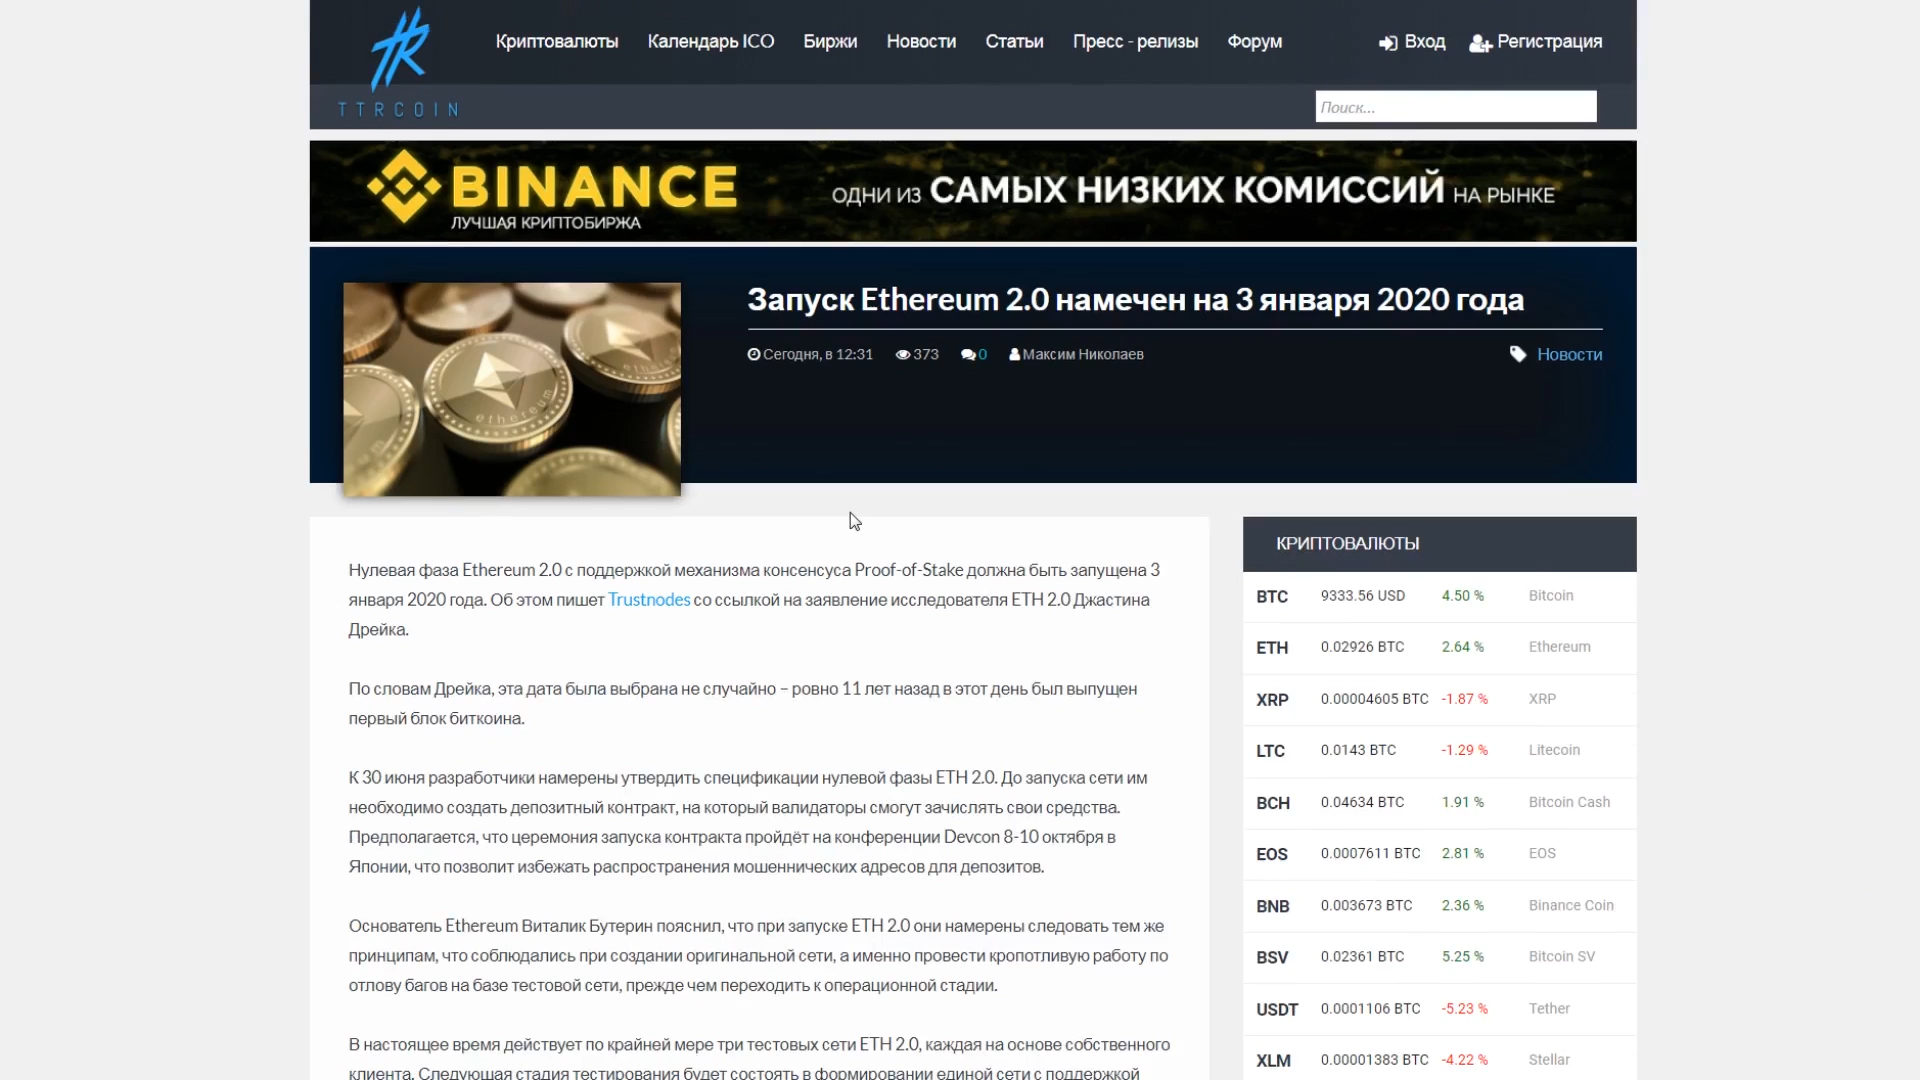 Криптовалюты Календарь ICO Биржи Новости Статьи Пресс - релизы Форум Вход Регистрация
TTRCOIN
Поиск...
BINANCE
ЛУЧШАЯ КРИПТОБИРЖА
ОДНИ ИЗ САМЫХ НИЗКИХ КОМИССИЙ НА РЫНКЕ
Запуск Ethereum 2.0 намечен на 3 января 2020 года
Сегодня, в 12:31 373 0 Максим Николаев Новости
ethereum
Нулевая фаза Ethereum 2.0 с поддержкой механизма консенсуса Proof-of-Stake должна быть запущена 3
января 2020 года. Об этом пишет Trustnodes со ссылкой на заявление исследователя ETH 2.0 Джастина
Дрейка.
По словам Дрейка, эта дата была выбрана не случайно – ровно 11 лет назад в этот день был выпущен
первый блок биткоина.
К 30 июня разработчики намерены утвердить спецификации нулевой фазы ETH 2.0. До запуска сети им
необходимо создать депозитный контракт, на который валидаторы смогут зачислять свои средства.
Предполагается, что церемония запуска контракта пройдёт на конференции Devcon 8-10 октября в
Японии, что позволит избежать распространения мошеннических адресов для депозитов.
Основатель Ethereum Виталик Бутерин пояснил, что при запуске ETH 2.0 они намерены следовать тем же
принципам, что соблюдались при создании оригинальной сети, а именно провести кропотливую работу по
отлову багов на базе тестовой сети, прежде чем переходить к операционной стадии.
В настоящее время действует по крайней мере три тестовых сети ETH 2.0, каждая на основе собственного
клиента. Следующая стадия тестирования будет состоять в формировании единой сети с поддержкой
КРИПТОВАЛЮТЫ
BTC 9333.56 USD 4.50 % Bitcoin
ETH 0.02926 BTC 2.64 % Ethereum
XRP 0.00004605 BTC -1.87 % XRP
LTC 0.0143 BTC -1.29 % Litecoin
BCH 0.04634 BTC 1.91 % Bitcoin Cash
EOS 0.0007611 BTC 2.81 % EOS
BNB 0.003673 BTC 2.36 % Binance Coin
BSV 0.02361 BTC 5.25 % Bitcoin SV
USDT 0.0001106 BTC -5.23 % Tether
XLM 0.00001383 BTC -4.22 % Stellar